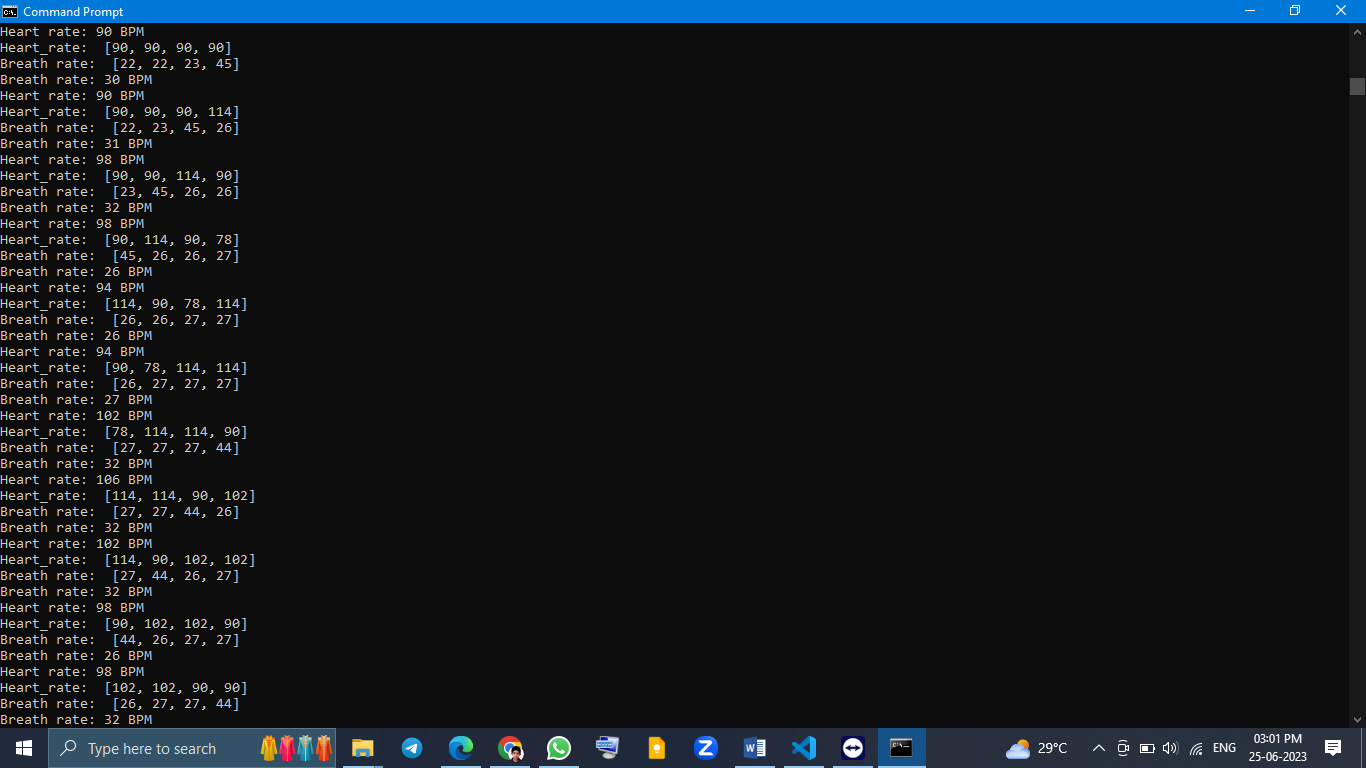 Command Prompt
Heart rate: 90 BPM
Heart_rate:  [90, 90, 90, 90]
Breath rate:  [22, 22, 23, 45]
Breath rate: 30 BPM
Heart rate: 90 BPM
Heart_rate:  [90, 90, 90, 114]
Breath rate:  [22, 23, 45, 26]
Breath rate: 31 BPM
Heart rate: 98 BPM
Heart_rate:  [90, 90, 114, 90]
Breath rate:  [23, 45, 26, 26]
Breath rate: 32 BPM
Heart rate: 98 BPM
Heart_rate:  [90, 114, 90, 78]
Breath rate:  [45, 26, 26, 27]
Breath rate: 26 BPM
Heart rate: 94 BPM
Heart_rate:  [114, 90, 78, 114]
Breath rate:  [26, 26, 27, 27]
Breath rate: 26 BPM
Heart rate: 94 BPM
Heart_rate:  [90, 78, 114, 114]
Breath rate:  [26, 27, 27, 27]
Breath rate: 27 BPM
Heart rate: 102 BPM
Heart_rate:  [78, 114, 114, 90]
Breath rate:  [27, 27, 27, 44]
Breath rate: 32 BPM
Heart rate: 106 BPM
Heart_rate:  [114, 114, 90, 102]
Breath rate:  [27, 27, 44, 26]
Breath rate: 32 BPM
Heart rate: 102 BPM
Heart_rate:  [114, 90, 102, 102]
Breath rate:  [27, 44, 26, 27]
Breath rate: 32 BPM
Heart rate: 98 BPM
Heart_rate:  [90, 102, 102, 90]
Breath rate:  [44, 26, 27, 27]
Breath rate: 26 BPM
Heart rate: 98 BPM
Heart_rate:  [102, 102, 90, 90]
Breath rate:  [26, 27, 27, 44]
Breath rate: 32 BPM
Type here to search
29°C
ENG
03:01 PM
25-06-2023